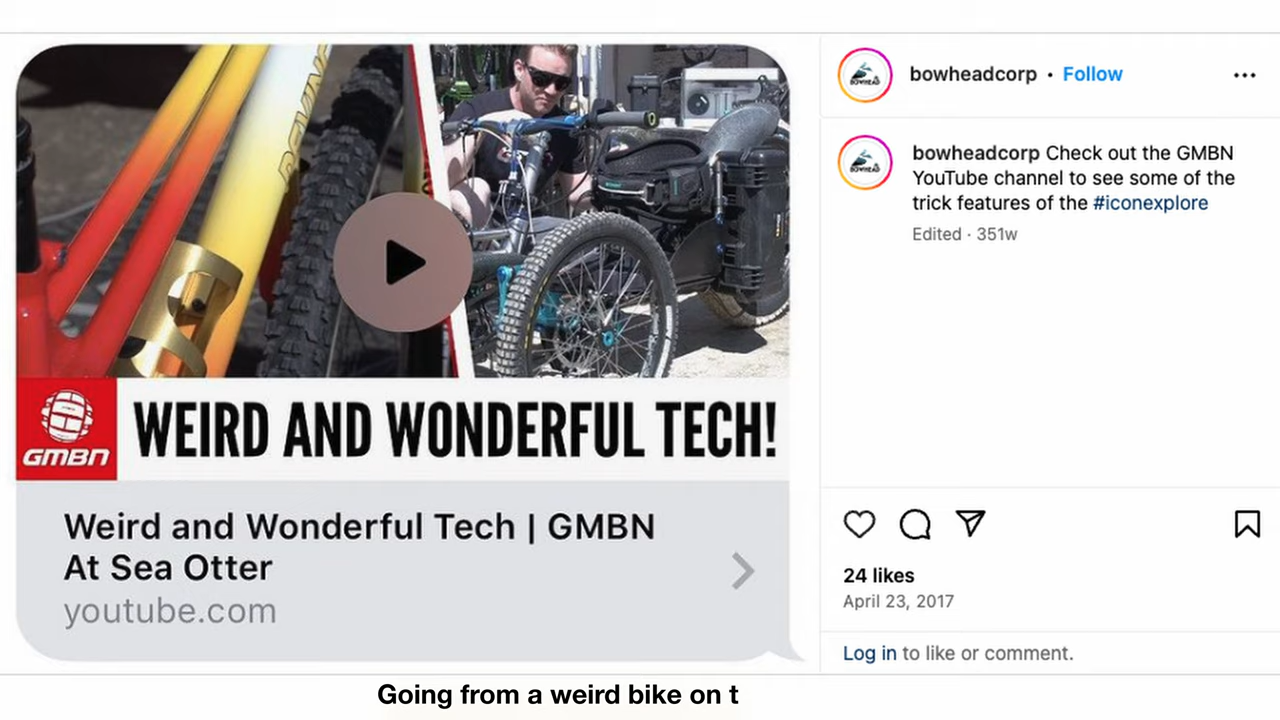 GMBN
WEIRD AND WONDERFUL TECH!
Weird and Wonderful Tech | GMBN
At Sea Otter
youtube.com
bowheadcorp • Follow
bowheadcorp Check out the GMBN
YouTube channel to see some of the
trick features of the #iconexplore
Edited · 351w
24 likes
April 23, 2017
Log in to like or comment.
Going from a weird bike on t